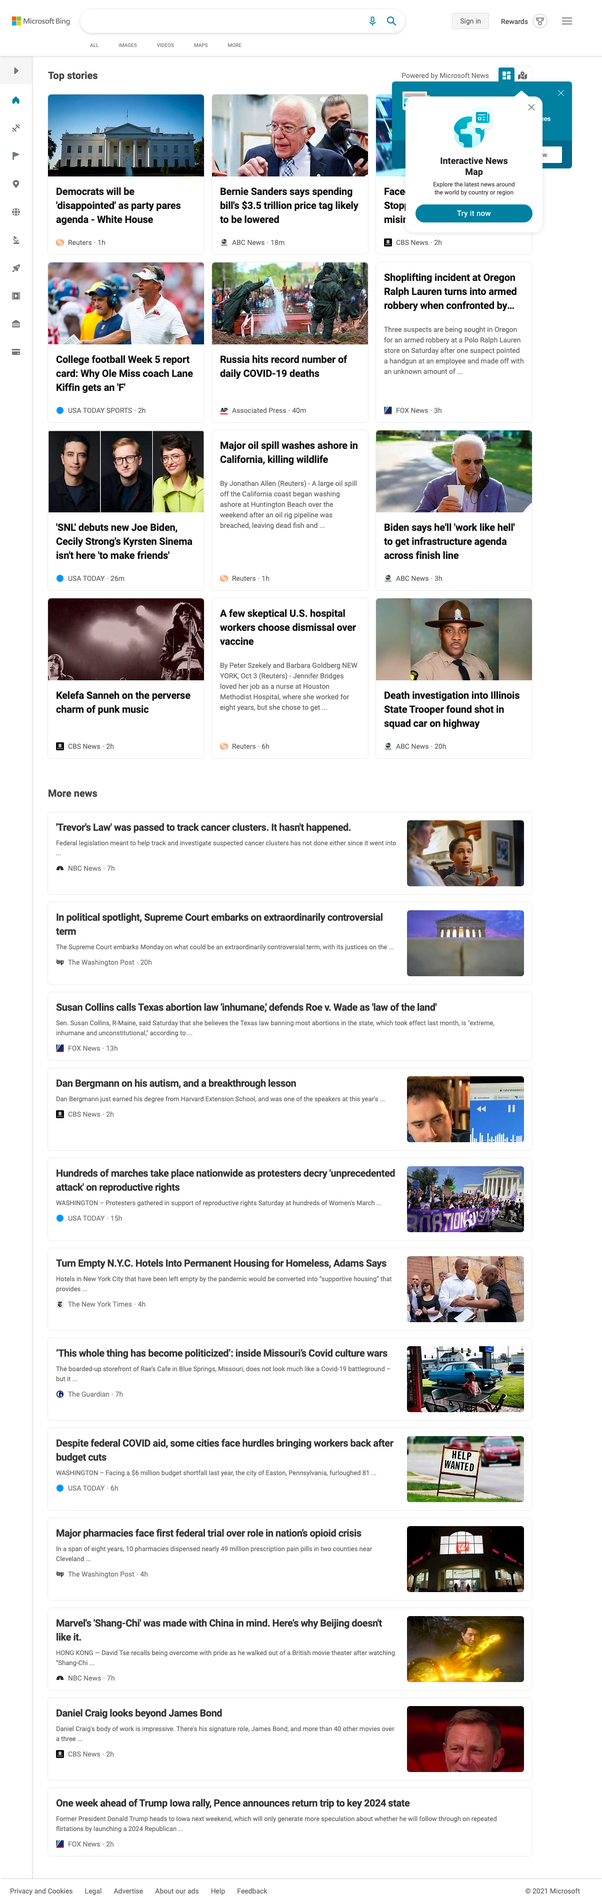 Microsoft Bing
Sign in
Rewards
ALL
IMAGES
VIDEOS
MAPS
MORE
Top stories
Powered by Microsoft News
Interactive News
Map
Explore the latest news around
the world by country or region
Try it now
Democrats will be
'disappointed' as party pares
agenda - White House
Reuters · 1h
Bernie Sanders says spending
bill's $3.5 trillion price tag likely
to be lowered
ABC News · 18m
CBS News · 2h
College football Week 5 report
card: Why Ole Miss coach Lane
Kiffin gets an 'F'
USA TODAY SPORTS · 2h
Russia hits record number of
daily COVID-19 deaths
AP
Associated Press · 40m
Shoplifting incident at Oregon
Ralph Lauren turns into armed
robbery when confronted by...
Three suspects are being sought in Oregon
for an armed robbery at a Polo Ralph Lauren
store on Saturday after one suspect pointed
a handgun at an employee and made off with
an unknown amount of ...
FOX News · 3h
'SNL' debuts new Joe Biden,
Cecily Strong's Kyrsten Sinema
isn't here 'to make friends'
USA TODAY · 26m
Major oil spill washes ashore in
California, killing wildlife
By Jonathan Allen (Reuters) - A large oil spill
off the California coast began washing
ashore at Huntington Beach over the
weekend after an oil rig pipeline was
breached, leaving dead fish and ...
Reuters · 1h
Biden says he'll 'work like hell'
to get infrastructure agenda
across finish line
ABC News · 3h
Kelefa Sanneh on the perverse
charm of punk music
CBS News · 2h
A few skeptical U.S. hospital
workers choose dismissal over
vaccine
By Peter Szekely and Barbara Goldberg NEW
YORK, Oct 3 (Reuters) - Jennifer Bridges
loved her job as a nurse at Houston
Methodist Hospital, where she worked for
eight years, but she chose to get ...
Reuters · 6h
Death investigation into Illinois
State Trooper found shot in
squad car on highway
ABC News · 20h
More news
'Trevor's Law' was passed to track cancer clusters. It hasn't happened.
Federal legislation meant to help track and investigate suspected cancer clusters has not done either since it went into
...
NBC News · 7h
In political spotlight, Supreme Court embarks on extraordinarily controversial
term
The Supreme Court embarks Monday on what could be an extraordinarily controversial term, with its justices on the ...
wp
The Washington Post · 20h
Susan Collins calls Texas abortion law 'inhumane,' defends Roe v. Wade as 'law of the land'
Sen. Susan Collins, R-Maine, said Saturday that she believes the Texas law banning most abortions in the state, which took effect last month, is "extreme,
inhumane and unconstitutional," according to ...
FOX News · 13h
Dan Bergmann on his autism, and a breakthrough lesson
Dan Bergmann just earned his degree from Harvard Extension School, and was one of the speakers at this year's ...
CBS News · 2h
Hundreds of marches take place nationwide as protesters decry 'unprecedented
attack' on reproductive rights
WASHINGTON – Protesters gathered in support of reproductive rights Saturday at hundreds of Women's March ...
USA TODAY · 15h
Turn Empty N.Y.C. Hotels Into Permanent Housing for Homeless, Adams Says
Hotels in New York City that have been left empty by the pandemic would be converted into "supportive housing" that
provides ...
The New York Times · 4h
'This whole thing has become politicized': inside Missouri's Covid culture wars
The boarded-up storefront of Rae's Cafe in Blue Springs, Missouri, does not look much like a Covid-19 battleground –
but it ...
The Guardian · 7h
Despite federal COVID aid, some cities face hurdles bringing workers back after
budget cuts
WASHINGTON – Facing a $6 million budget shortfall last year, the city of Easton, Pennsylvania, furloughed 81 ...
USA TODAY · 6h
HELP
WANTED
Major pharmacies face first federal trial over role in nation's opioid crisis
In a span of eight years, 10 pharmacies dispensed nearly 49 million prescription pain pills in two counties near
Cleveland ...
wp
The Washington Post · 4h
Marvel's 'Shang-Chi' was made with China in mind. Here's why Beijing doesn't
like it.
HONG KONG — David Tse recalls being overcome with pride as he walked out of a British movie theater after watching
"Shang-Chi ...
NBC News · 7h
Daniel Craig looks beyond James Bond
Daniel Craig's body of work is impressive. There's his signature role, James Bond, and more than 40 other movies over
a three ...
CBS News · 2h
One week ahead of Trump Iowa rally, Pence announces return trip to key 2024 state
Former President Donald Trump heads to Iowa next weekend, which will only generate more speculation about whether he will follow through on repeated
flirtations by launching a 2024 Republican ...
FOX News · 2h
Privacy and Cookies
Legal
Advertise
About our ads
Help
Feedback
© 2021 Microsoft